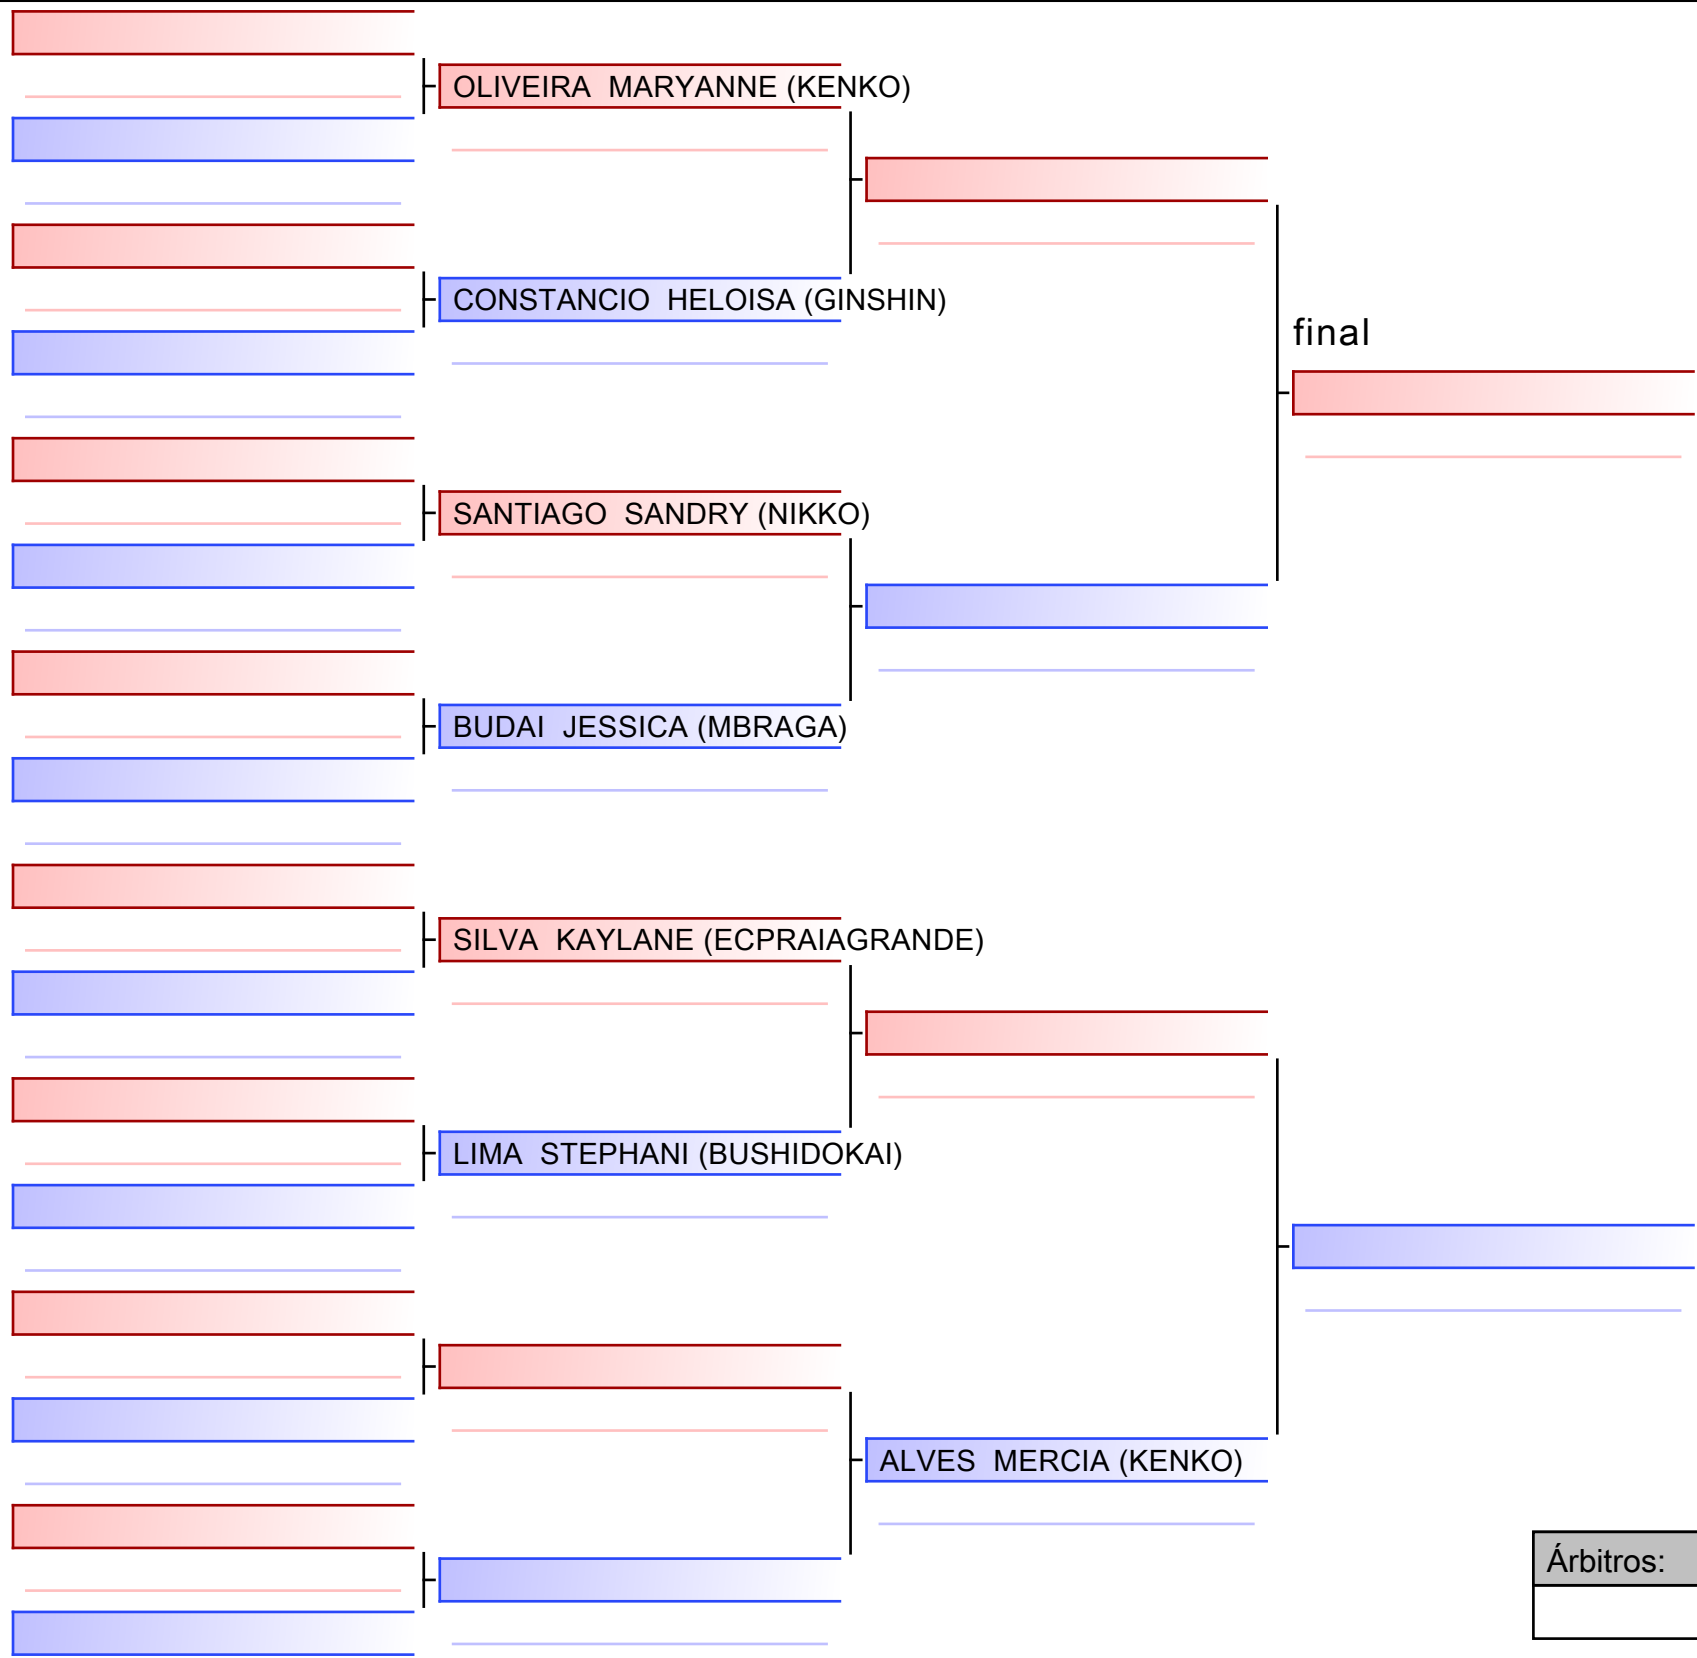 OLIVEIRA  MARYANNE (KENKO)
CONSTANCIO  HELOISA (GINSHIN)
final
SANTIAGO  SANDRY (NIKKO)
BUDAI  JESSICA (MBRAGA)
SILVA  KAYLANE (ECPRAIAGRANDE)
LIMA  STEPHANI (BUSHIDOKAI)
ALVES  MERCIA (KENKO)
Árbitros: